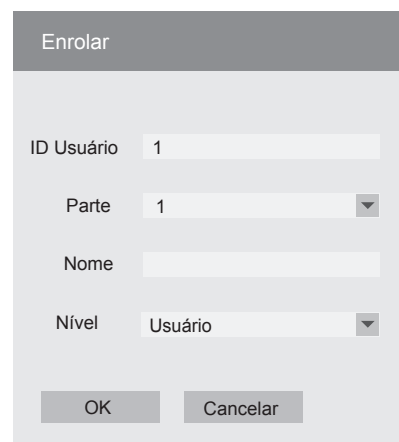 Enrolar
ID Usuário 1
Parte 1
Nome
Nível Usuário
OK Cancelar